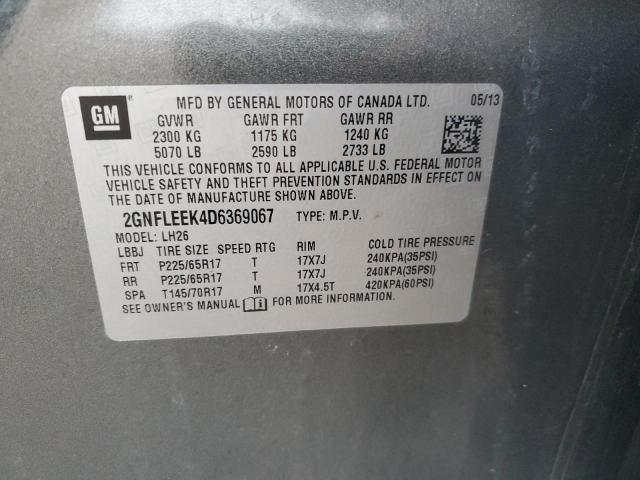 GM
MFD BY GENERAL MOTORS OF CANADA LTD. 05/13
GVWR GAWR FRT GAWR RR
2300 KG 1175 KG 1240 KG
5070 LB 2590 LB 2733 LB
THIS VEHICLE CONFORMS TO ALL APPLICABLE U.S. FEDERAL MOTOR
VEHICLE SAFETY AND THEFT PREVENTION STANDARDS IN EFFECT ON
THE DATE OF MANUFACTURE SHOWN ABOVE.
2GNFLEEK4D6369067 TYPE: M.P.V.
MODEL: LH26
LBBJ TIRE SIZE SPEED RTG RIM COLD TIRE PRESSURE
FRT P225/65R17 T 17X7J 240KPA(35PSI)
RR P225/65R17 T 17X7J 240KPA(35PSI)
SPA T145/70R17 M 17X4.5T 420KPA(60PSI)
SEE OWNER'S MANUAL FOR MORE INFORMATION.